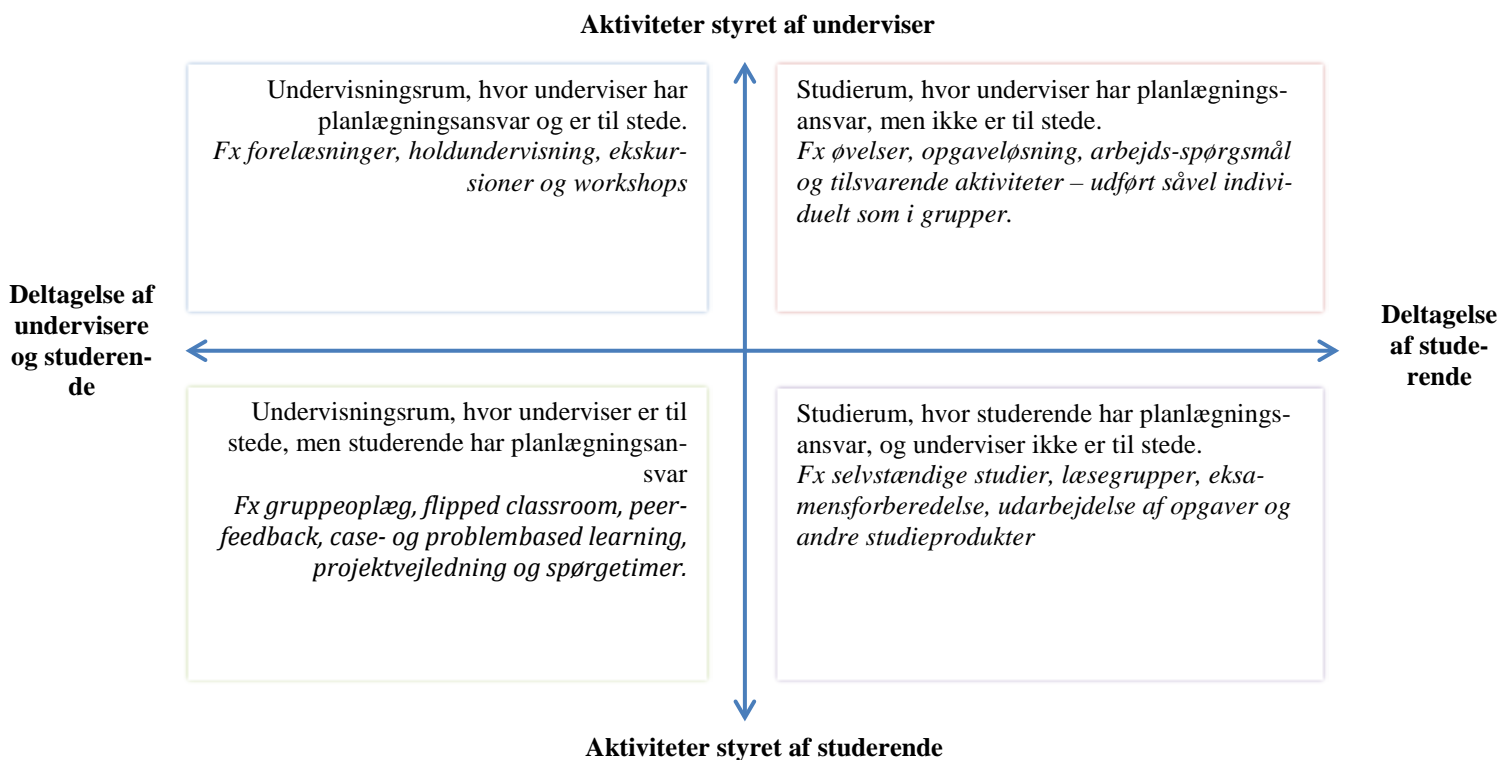 Aktiviteter styret af underviser
Undervisningsrum, hvor underviser har
planlægningsansvar og er til stede.
Fx forelæsninger, holdundervisning, ekskur-
sioner og workshops
Studierum, hvor underviser har planlægnings-
ansvar, men ikke er til stede.
Fx øvelser, opgaveløsning, arbejds-spørgsmål
og tilsvarende aktiviteter – udført såvel indivi-
duelt som i grupper.
Deltagelse af
undervisere
og studeren-
de
Deltagelse
af stude-
rende
Undervisningsrum, hvor underviser er til
stede, men studerende har planlægningsan-
svar
Fx gruppeoplæg, flipped classroom, peer-
feedback, case- og problembased learning,
projektvejledning og spørgetimer.
Studierum, hvor studerende har planlægnings-
ansvar, og underviser ikke er til stede.
Fx selvstændige studier, læsegrupper, eksa-
mensforberedelse, udarbejdelse af opgaver og
andre studieprodukter
Aktiviteter styret af studerende